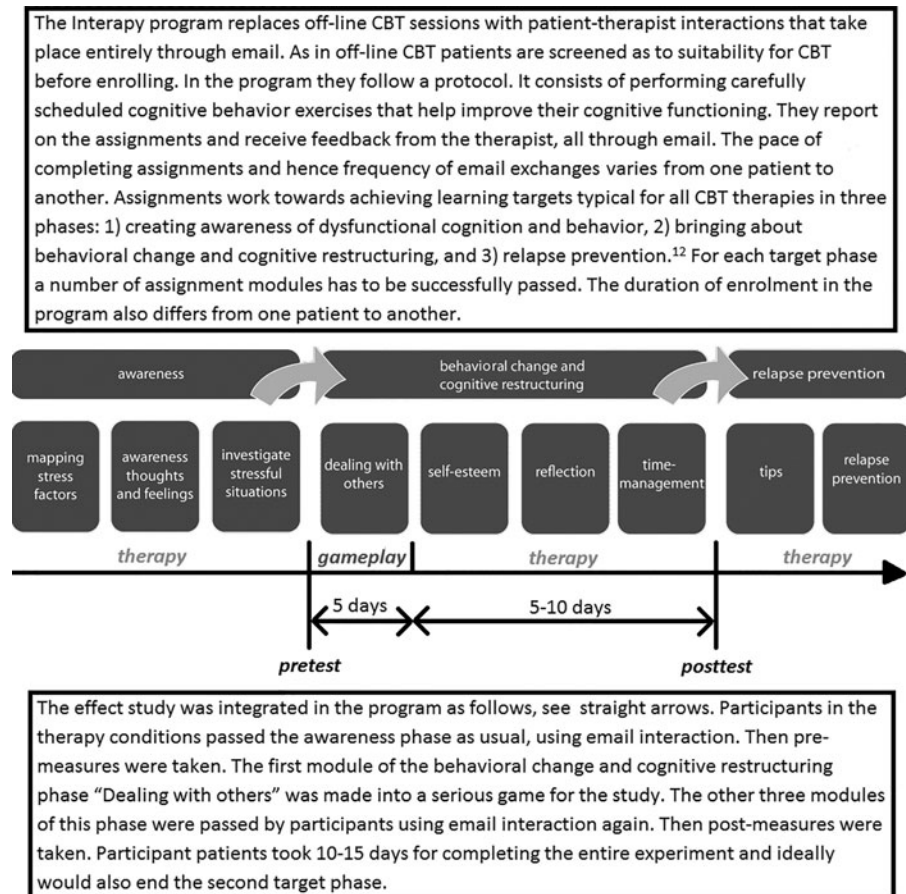 The Interapy program replaces off-line CBT sessions with patient-therapist interactions that take
place entirely through email. As in off-line CBT patients are screened as to suitability for CBT
before enrolling. In the program they follow a protocol. It consists of performing carefully
scheduled cognitive behavior exercises that help improve their cognitive functioning. They report
on the assignments and receive feedback from the therapist, all through email. The pace of
completing assignments and hence frequency of email exchanges varies from one patient to
another. Assignments work towards achieving learning targets typical for all CBT therapies in three
phases: 1) creating awareness of dysfunctional cognition and behavior, 2) bringing about
behavioral change and cognitive restructuring, and 3) relapse prevention.¹² For each target phase
a number of assignment modules has to be successfully passed. The duration of enrolment in the
program also differs from one patient to another.
awareness
behavioral change and
cognitive restructuring
relapse prevention
mapping
stress
factors
awareness
thoughts
and feelings
investigate
stressful
situations
dealing with
others
self-esteem
reflection
time-
management
tips
relapse
prevention
therapy
gameplay
therapy
therapy
5 days
5-10 days
pretest
posttest
The effect study was integrated in the program as follows, see straight arrows. Participants in the
therapy conditions passed the awareness phase as usual, using email interaction. Then pre-
measures were taken. The first module of the behavioral change and cognitive restructuring
phase “Dealing with others” was made into a serious game for the study. The other three modules
of this phase were passed by participants using email interaction again. Then post-measures were
taken. Participant patients took 10-15 days for completing the entire experiment and ideally
would also end the second target phase.